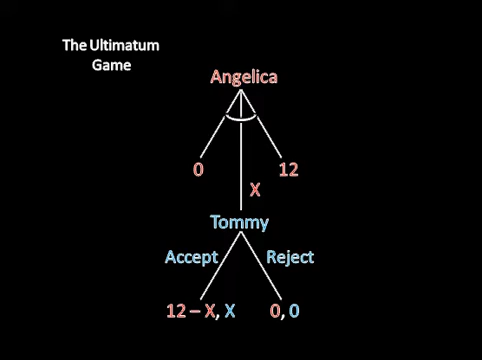 The Ultimatum
Game
Angelica
0
12
X
Tommy
Accept
Reject
12 – X, X
0, 0